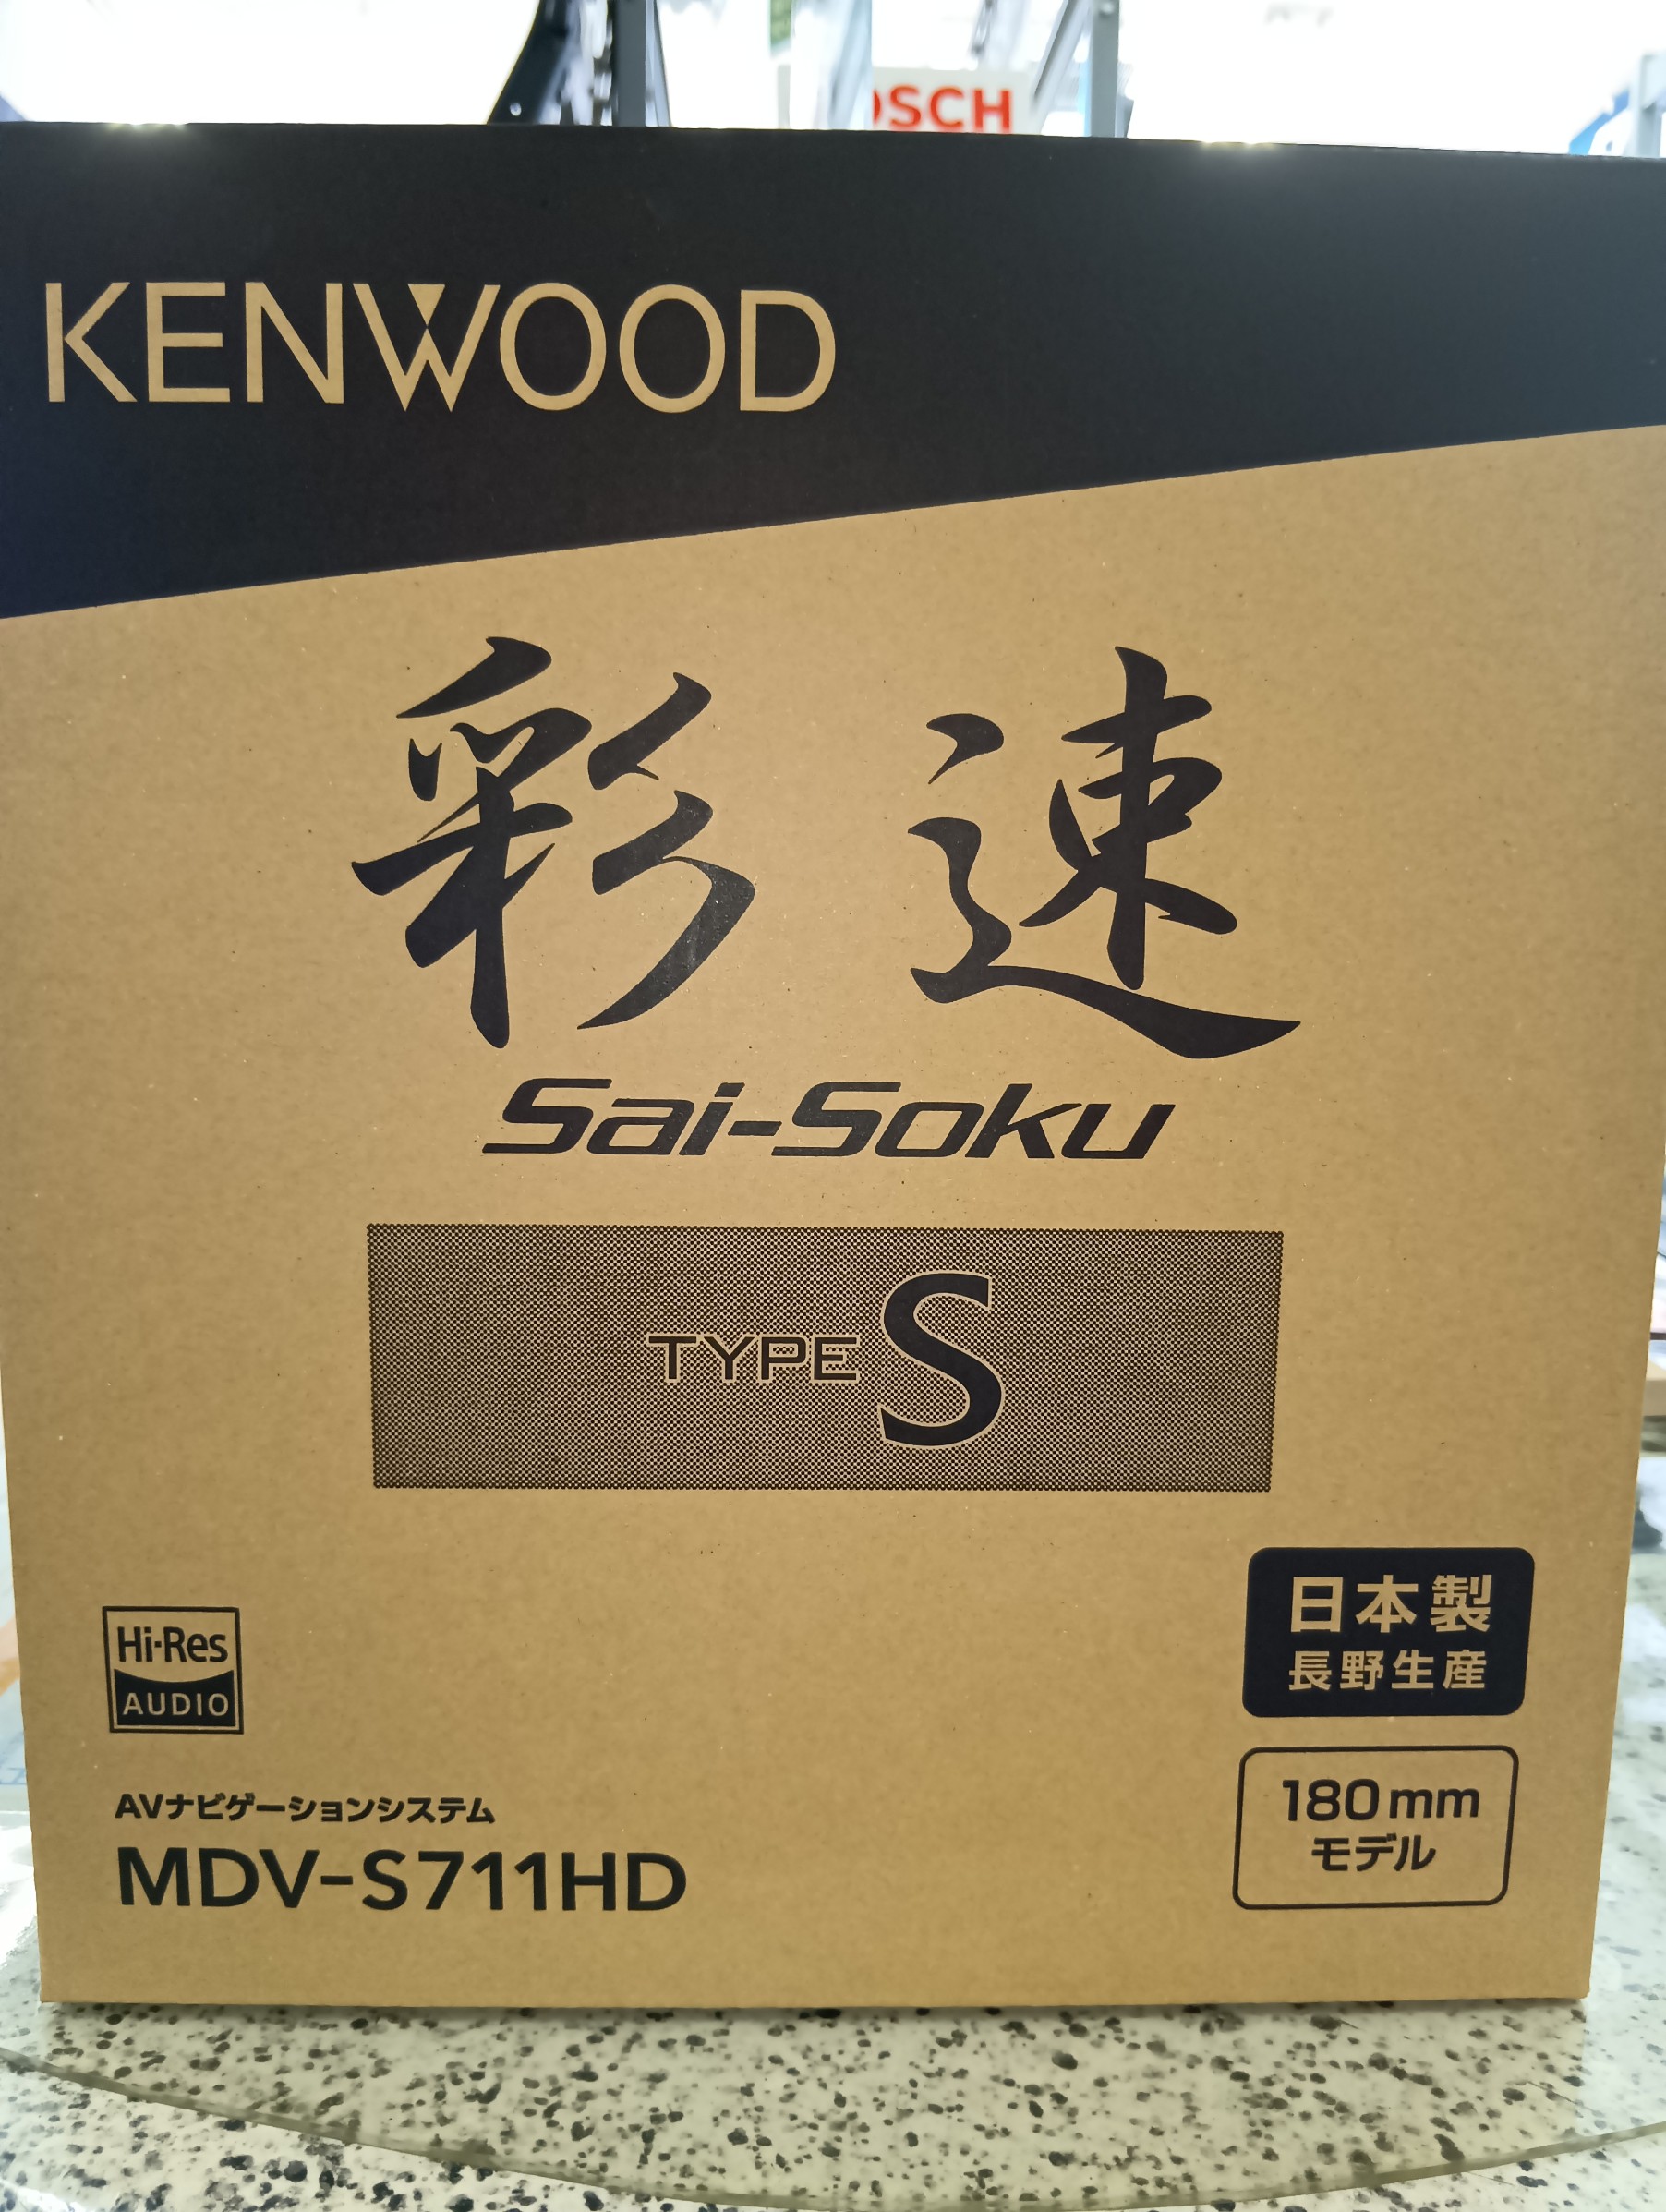 OSCH
KENWOOD
彩速
Sai-Soku
TYPE S
Hi-Res
AUDIO
日本製
長野生産
180mm
モデル
AVナビゲーションシステム
MDV-S711HD